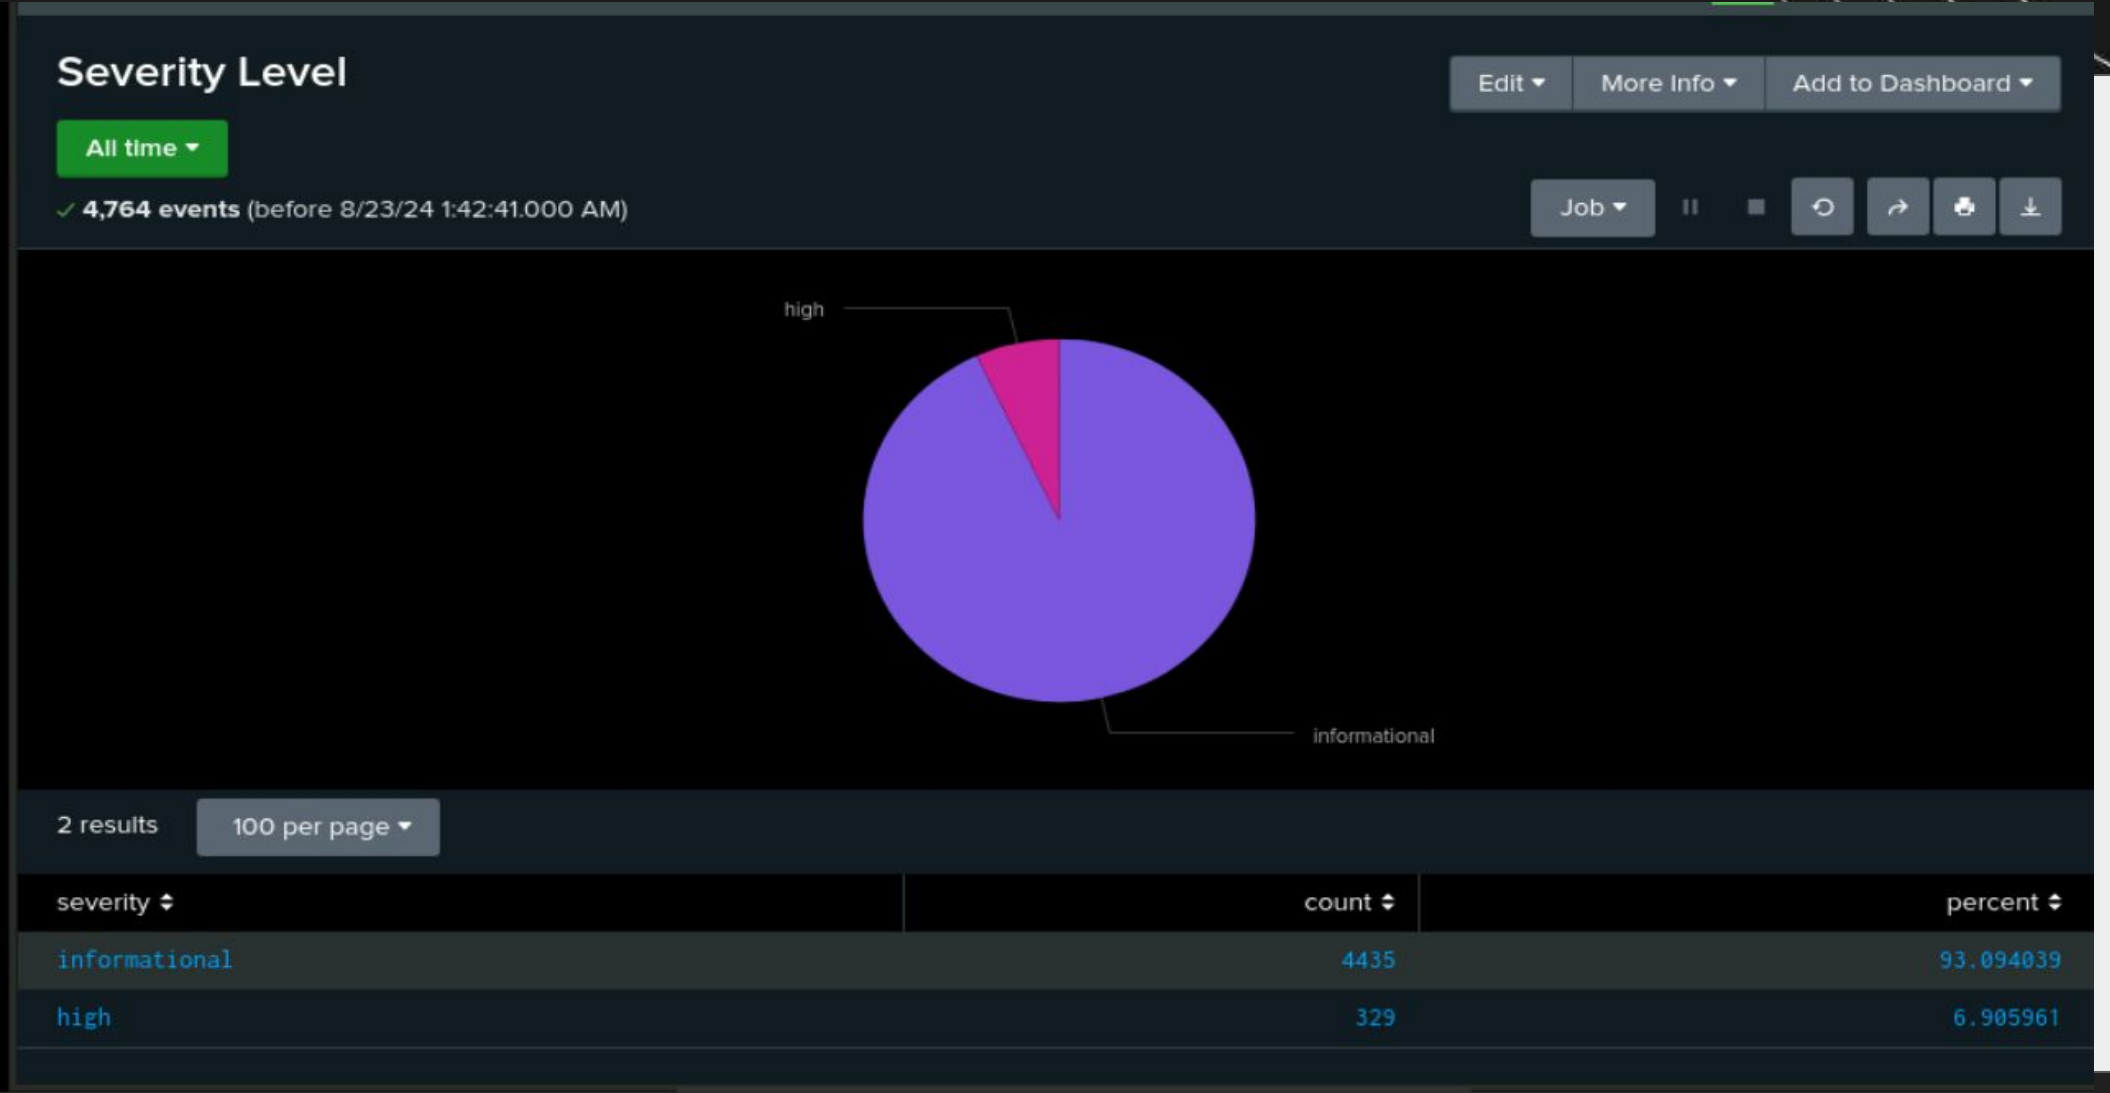 Severity Level
Edit More Info Add to Dashboard
All time
4,764 events (before 8/23/24 1:42:41.000 AM)
Job
high
informational
2 results 100 per page
severity count percent
informational 4435 93.094039
high 329 6.905961